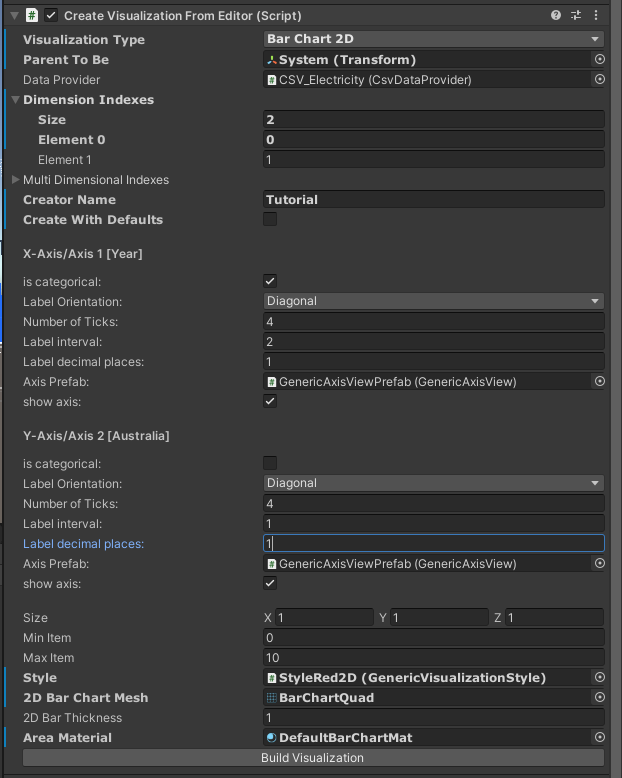 Create Visualization From Editor (Script)
Visualization Type Bar Chart 2D
Parent To Be System (Transform)
Data Provider CSV_Electricity (CsvDataProvider)
Dimension Indexes
Size 2
Element 0 0
Element 1 1
Multi Dimensional Indexes
Creator Name Tutorial
Create With Defaults
X-Axis/Axis 1 [Year]
is categorical:
Label Orientation: Diagonal
Number of Ticks: 4
Label interval: 2
Label decimal places: 1
Axis Prefab: GenericAxisViewPrefab (GenericAxisView)
show axis:
Y-Axis/Axis 2 [Australia]
is categorical:
Label Orientation: Diagonal
Number of Ticks: 4
Label interval: 1
Label decimal places: 1
Axis Prefab: GenericAxisViewPrefab (GenericAxisView)
show axis:
Size X 1 Y 1 Z 1
Min Item 0
Max Item 10
Style StyleRed2D (GenericVisualizationStyle)
2D Bar Chart Mesh BarChartQuad
2D Bar Thickness 1
Area Material DefaultBarChartMat
Build Visualization